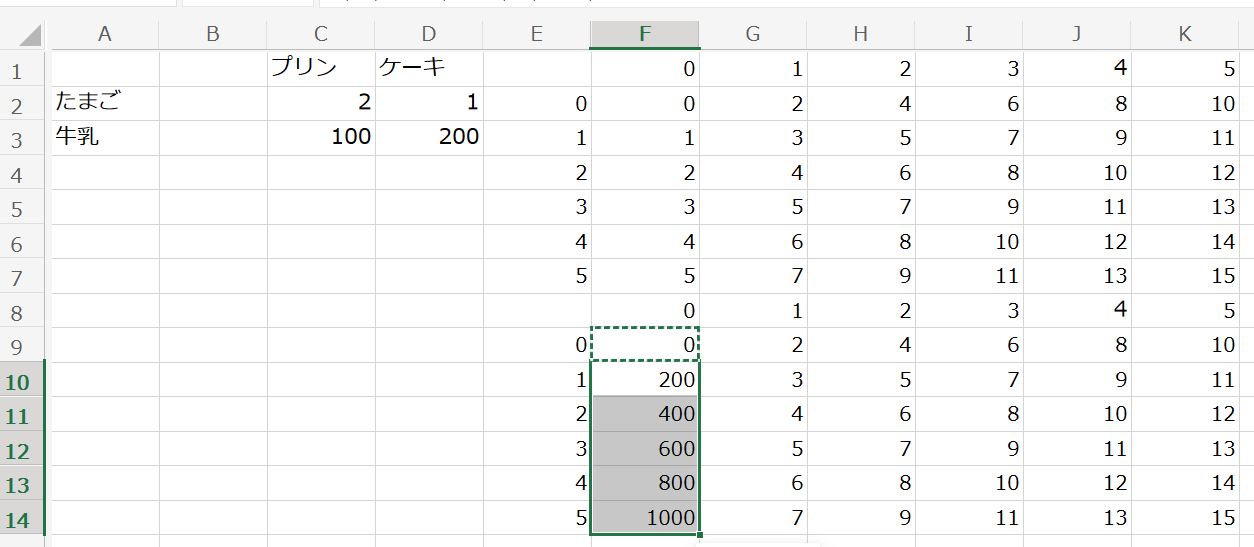 A B C D E F G H I J K
1 プリン ケーキ 0 1 2 3 4 5
2 たまご 2 1 0 0 2 4 6 8 10
3 牛乳 100 200 1 1 3 5 7 9 11
4 2 2 4 6 8 10 12
5 3 3 5 7 9 11 13
6 4 4 6 8 10 12 14
7 5 5 7 9 11 13 15
8 0 1 2 3 4 5
9 0 0 2 4 6 8 10
10 1 200 3 5 7 9 11
11 2 400 4 6 8 10 12
12 3 600 5 7 9 11 13
13 4 800 6 8 10 12 14
14 5 1000 7 9 11 13 15